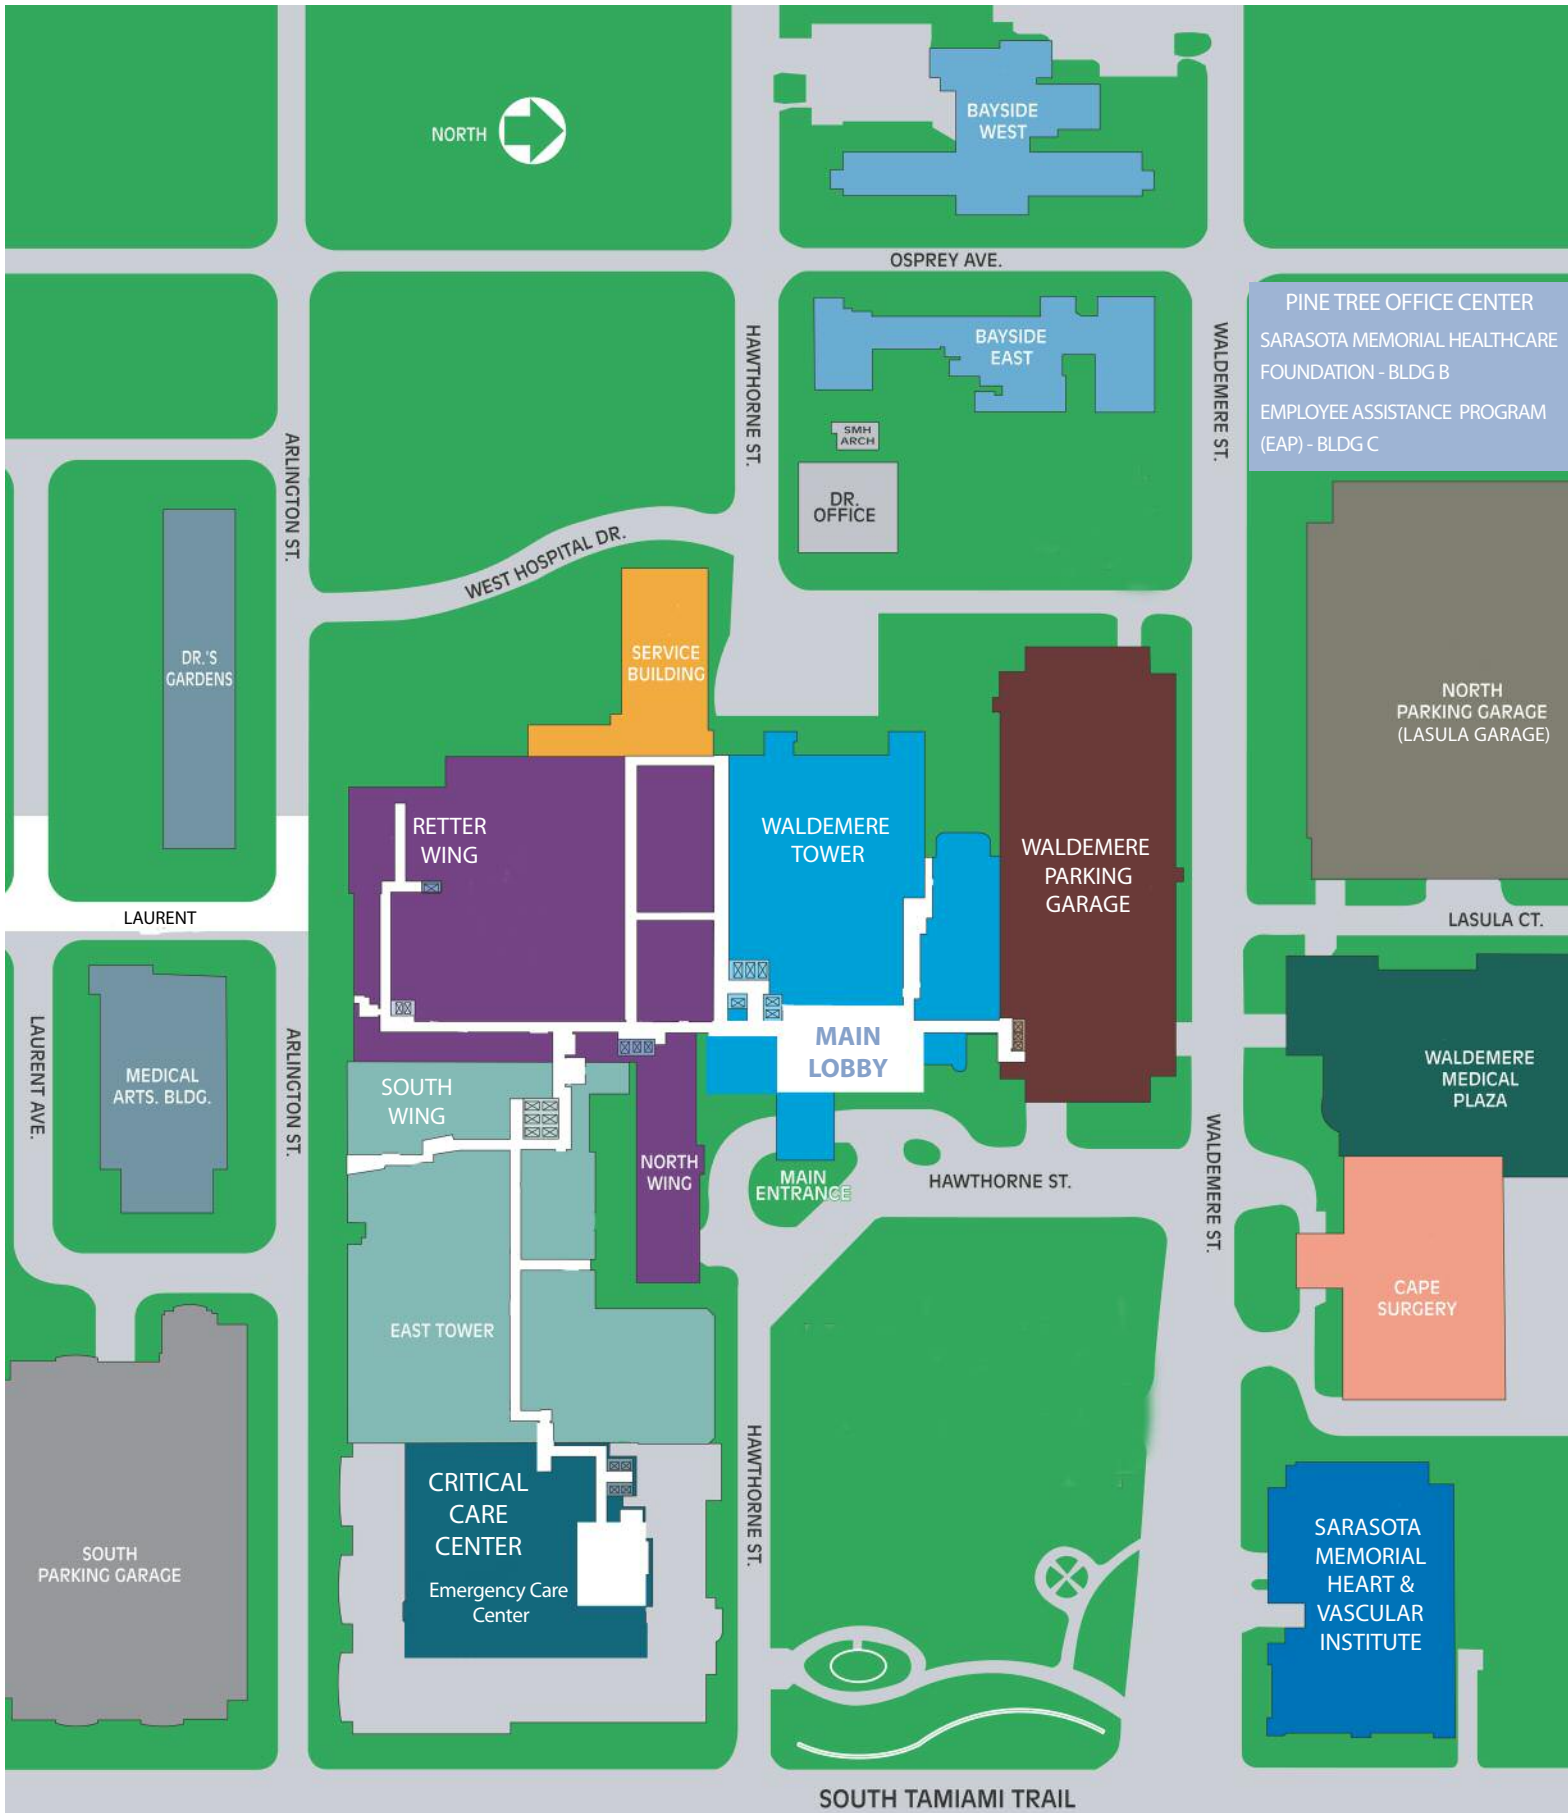 NORTH
BAYSIDE
WEST
OSPREY AVE.
PINE TREE OFFICE CENTER
SARASOTA MEMORIAL HEALTHCARE
FOUNDATION - BLDG B
EMPLOYEE ASSISTANCE PROGRAM
(EAP) - BLDG C
HAWTHORNE ST.
BAYSIDE
EAST
WALDEMERE ST.
SMH
ARCH
DR.
OFFICE
ARLINGTON ST.
WEST HOSPITAL DR.
DR.'S
GARDENS
SERVICE
BUILDING
NORTH
PARKING GARAGE
(LASULA GARAGE)
RETTER
WING
WALDEMERE
TOWER
WALDEMERE
PARKING
GARAGE
LAURENT
LASULA CT.
LAURENT AVE.
ARLINGTON ST.
MAIN
LOBBY
MEDICAL
ARTS. BLDG.
SOUTH
WING
WALDEMERE
MEDICAL
PLAZA
NORTH
WING
MAIN
ENTRANCE
HAWTHORNE ST.
WALDEMERE ST.
CAPE
SURGERY
EAST TOWER
HAWTHORNE ST.
CRITICAL
CARE
CENTER
Emergency Care
Center
SOUTH
PARKING GARAGE
SARASOTA
MEMORIAL
HEART &
VASCULAR
INSTITUTE
SOUTH TAMIAMI TRAIL